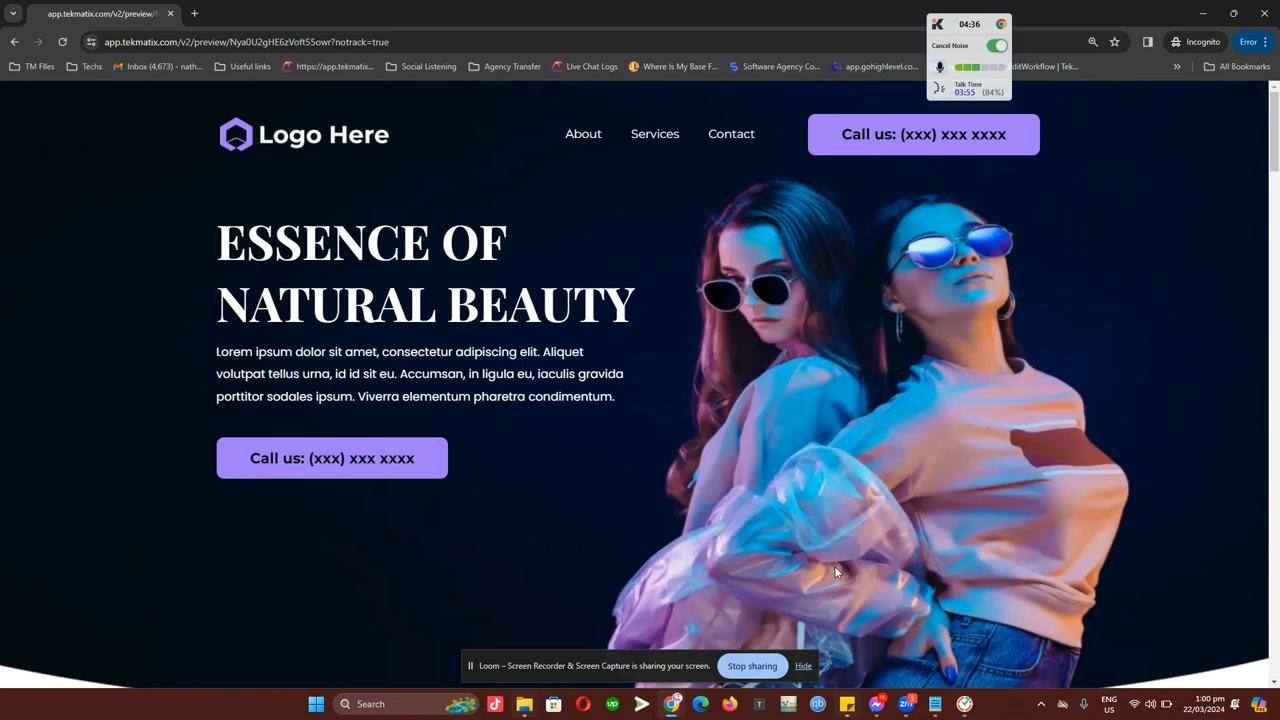 app.tekmatix.com/v2/preview/
04:36
app.tekmatix.com/v2/preview/Nya0U2gHE6cvUiS55owr?notrack=true
Incognito
Error
Cancel Noise
Useful links
TM FIles
Techs
Inbox (4,673) – nath...
https://app.tekmatix...
Social Listening
Agency transfer
Live Chat Logs
Where Is My Base F...
Software Agency Co...
app.gohighlevel.co...
EditWorkflow | Tek...
All Bookmarks
Talk Time
03:55 (84%)
Logo Here
About
Services
Contact
Call us: (xxx) xxx xxxx
ESSENCE OF
NATURAL BEAUTY
Lorem ipsum dolor sit amet, consectetur adipiscing elit. Aliquet
volutpat tellus urna, id id sit eu. Accumsan, in ligula eu, iaculis gravida
porttitor sodales ipsum. Viverra elementum pharetra condimentum.
Call us: (xxx) xxx xxxx
Loom – Screen Recorder & Screen Capture is sharing your screen.
Stop sharing
Hide
Search
ENG
US
1:00 pm
22/03/2024